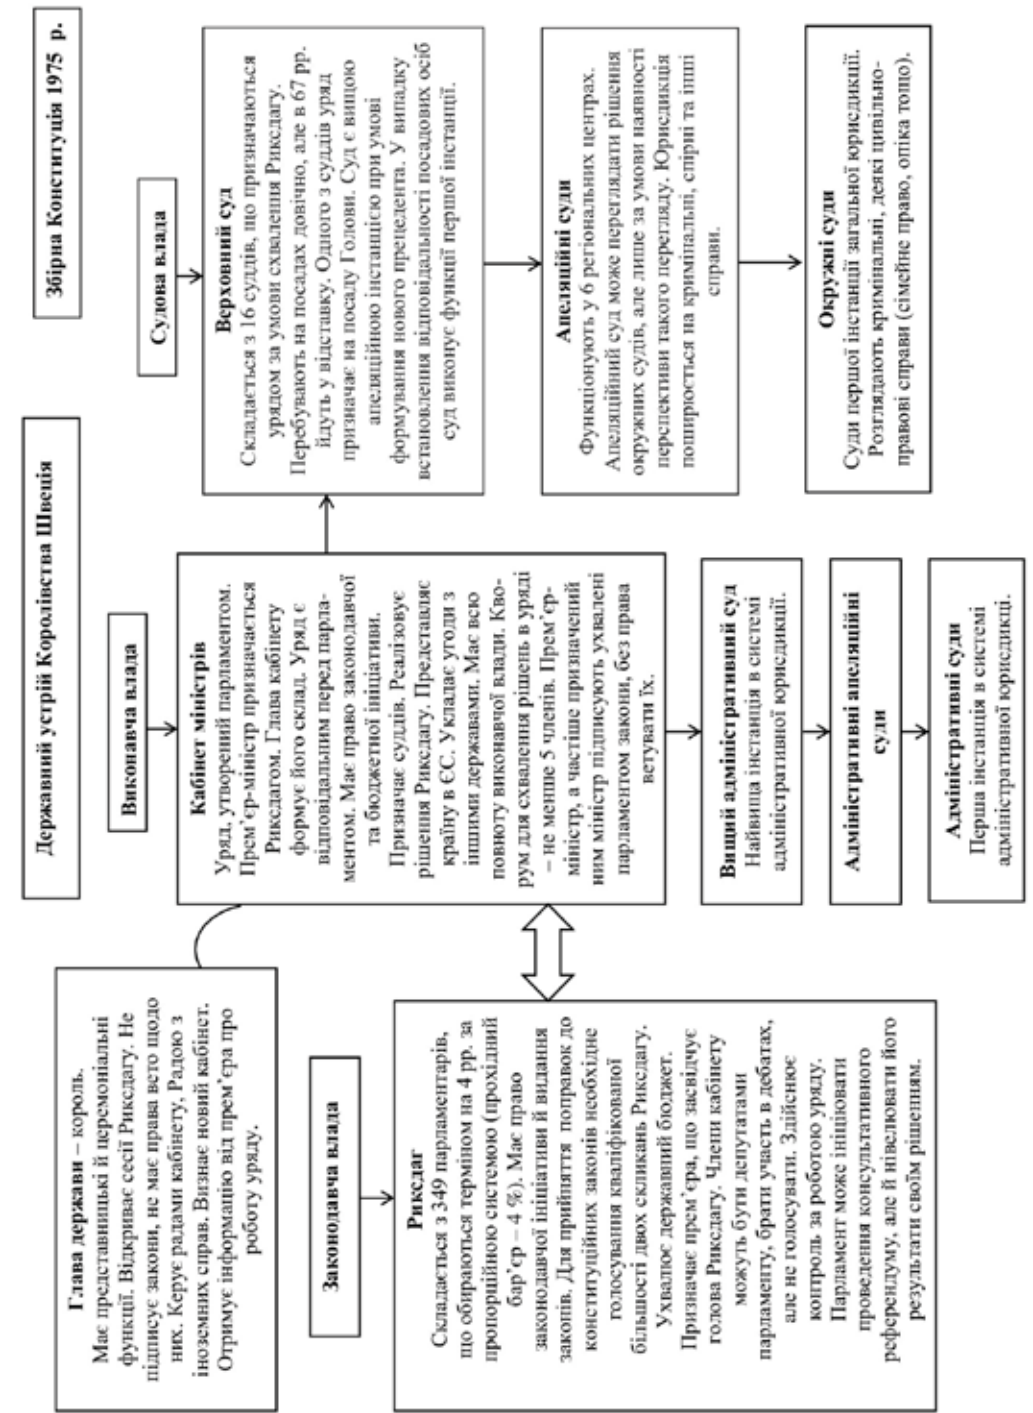 Державний устрій Королівства Швеція
Збірна Конституція 1975 р.
Глава держави – король.
Має представницькі й церемоніальні
функції. Відкриває сесії Риксдагу. Не
підписує закони, не має права вето щодо
них. Керує радами кабінету, Радою з
іноземних справ. Визнає новий кабінет.
Отримує інформацію від прем’єра про
роботу уряду.
Законодавча влада
Риксдаг
Складається з 349 парламентарів,
що обираються терміном на 4 рр. за
пропорційною системою (прохідний
бар’єр – 4 %). Має право
законодавчої ініціативи й видання
законів. Для прийняття поправок до
конституційних законів необхідне
голосування кваліфікованої
більшості двох скликань Риксдагу.
Ухвалює державний бюджет.
Призначає прем’єра, що засвідчує
голова Риксдагу. Члени кабінету
можуть бути депутатами
парламенту, брати участь в дебатах,
але не голосувати. Здійснює
контроль за роботою уряду.
Парламент може ініціювати
проведення консультативного
референдуму, але й нівелювати його
результати своїм рішенням.
Виконавча влада
Кабінет міністрів
Уряд, утворений парламентом.
Прем’єр-міністр призначається
Риксдагом. Глава кабінету
формує його склад. Уряд є
відповідальним перед парла-
ментом. Має право законодавчої
та бюджетної ініціативи.
Призначає суддів. Реалізовує
рішення Риксдагу. Представляє
країну в ЄС. Укладає угоди з
іншими державами. Має всю
повноту виконавчої влади. Кво-
рум для схвалення рішень в уряді
– не менше 5 членів. Прем’єр-
міністр, а частіше призначений
ним міністр підписують ухвалені
парламентом закони, без права
ветувати їх.
Вищий адміністративний суд
Найвища інстанція в системі
адміністративної юрисдикції.
Адміністративні апеляційні
суди
Адміністративні суди
Перша інстанція в системі
адміністративної юрисдикці.
Судова влада
Верховний суд
Складається з 16 суддів, що призначаються
урядом за умови схвалення Риксдагу.
Перебувають на посадах довічно, але в 67 рр.
йдуть у відставку. Одного з суддів уряд
призначає на посаду Голови. Суд є вищою
апеляційною інстанцією при умові
формування нового прецедента. У випадку
встановлення відповідальності посадових осіб
суд виконує функції першої інстанції.
Апеляційні суди
Функціонують у 6 регіональних центрах.
Апеляційний суд може переглядати рішення
окружних судів, але лише за умови наявності
перспективи такого перегляду. Юрисдикція
поширюється на кримінальні, спірні та інші
справи.
Окружні суди
Суди першої інстанції загальної юрисдикції.
Розглядають кримінальні, деякі цивільно-
правові справи (сімейне право, опіка тощо).